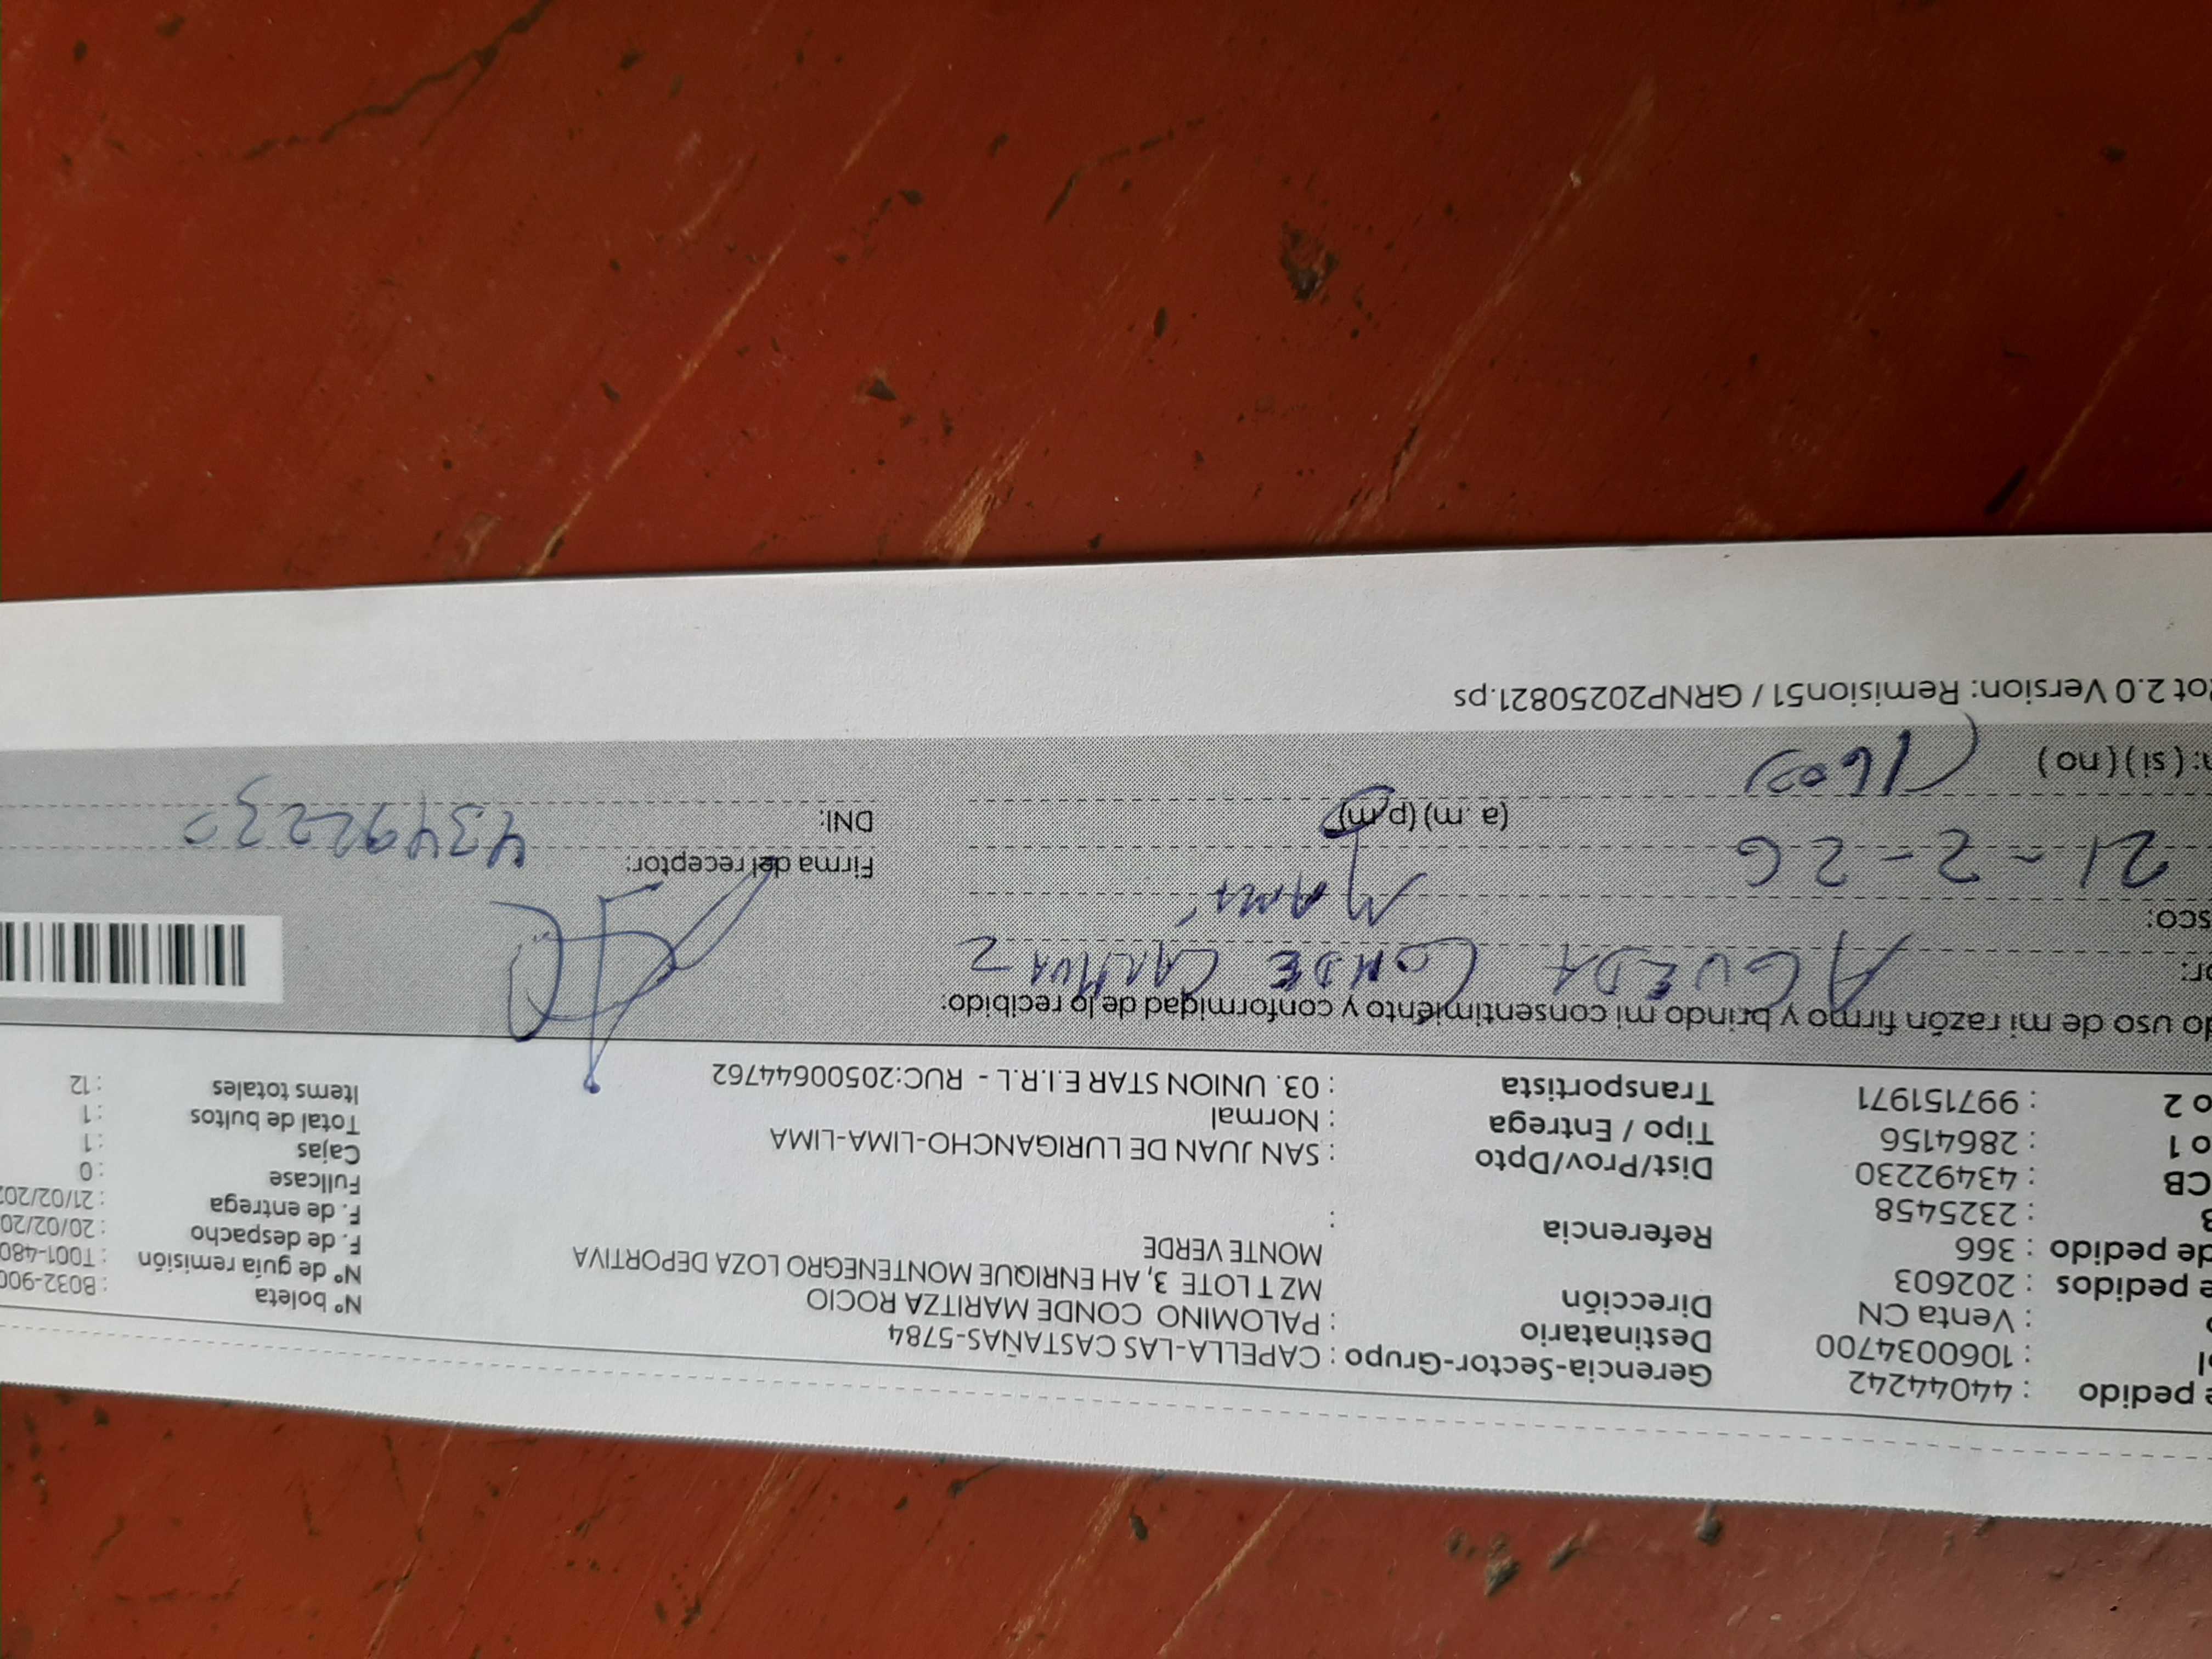 e pedido : 44044242 Gerencia-Sector-Grupo : CAPELLA-LAS CASTAÑAS-5784
: 1060034700 Destinatario : PALOMINO CONDE MARITZA ROCIO Nº boleta : B032-900
: Venta CN Dirección MZ T LOTE 3, AH ENRIQUE MONTENEGRO LOZA DEPORTIVA Nº de guía remisión : T001-480
e pedidos : 202603 MONTE VERDE F. de despacho : 20/02/20
de pedido : 366 Referencia : F. de entrega : 21/02/202
: 2325458 Fullcase : 0
CB : 43492230 Dist/Prov/Dpto : SAN JUAN DE LURIGANCHO-LIMA-LIMA Cajas : 1
o 1 : 2864156 Tipo / Entrega : Normal Total de bultos : 1
o 2 : 997151971 Transportista : 03. UNION STAR E.I.R.L - RUC:20500644762 Items totales : 12
do uso de mi razón firmo y brindo mi consentimiento y conformidad de lo recibido:
or: AGUEDA CONDE
sco: MAMÁ
21-2-26 Firma del receptor:
(a. m) (p.m) DNI: 43492230
n: ( si ) ( no )
ot 2.0 Version: Remision51 / GRNP20250821.ps